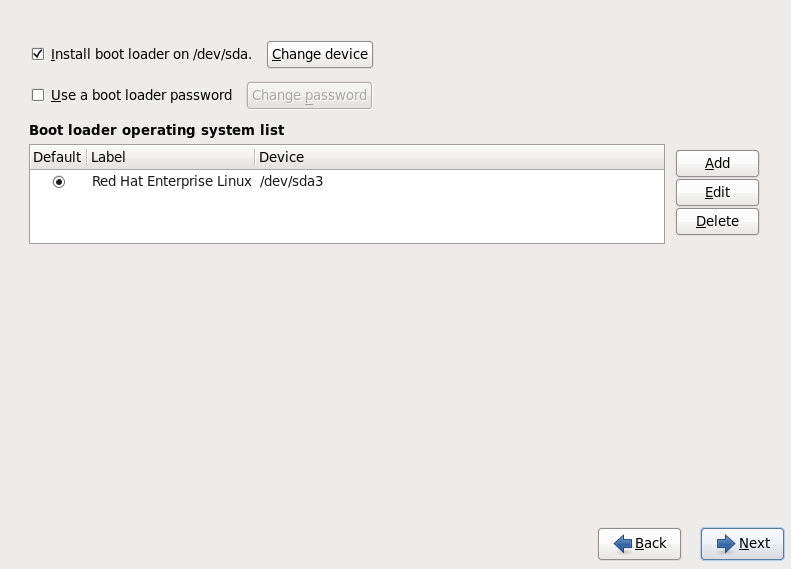 Install boot loader on /dev/sda. Change device
Use a boot loader password Change password
Boot loader operating system list
Default Label Device
Red Hat Enterprise Linux /dev/sda3
Add
Edit
Delete
Back Next